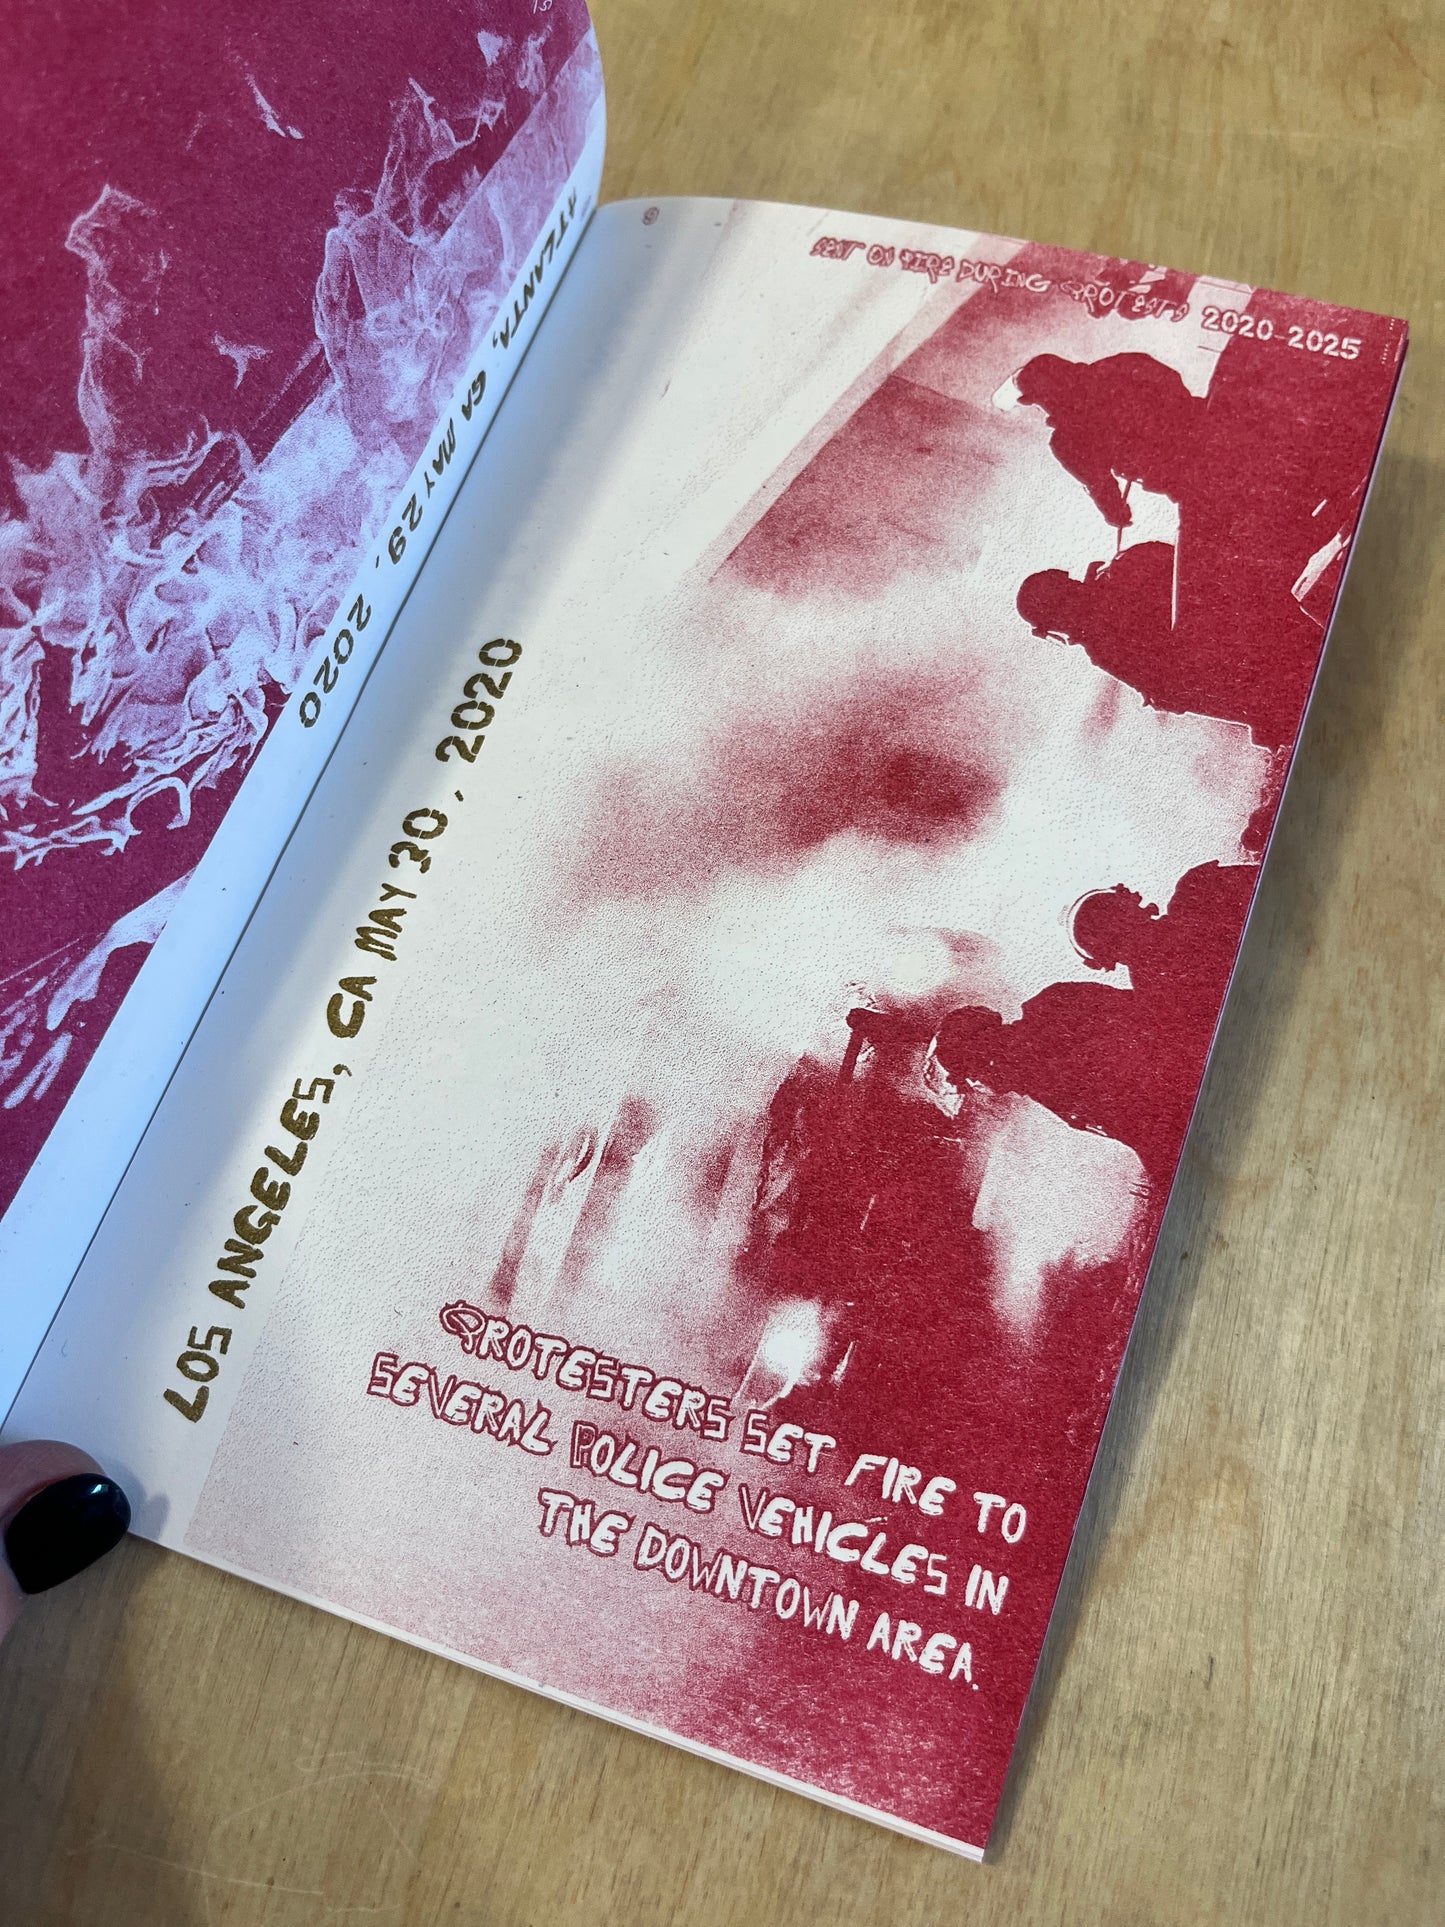 ATLANTA, GA MAY 29, 2020
ON FIRE DURING PROTESTS 2020-2025
LOS ANGELES, CA MAY 30, 2020
PROTESTERS SET FIRE TO
SEVERAL POLICE VEHICLES IN
THE DOWNTOWN AREA.